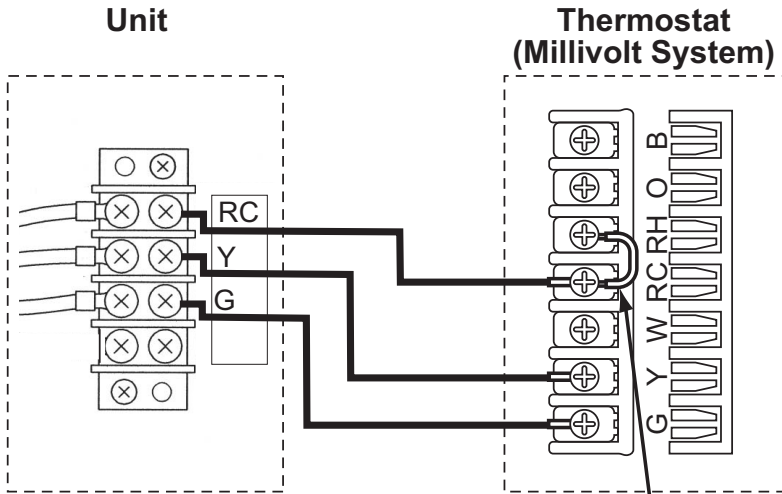 Unit
Thermostat
(Millivolt System)
RC
Y
G
B
O
RH
RC
W
Y
G